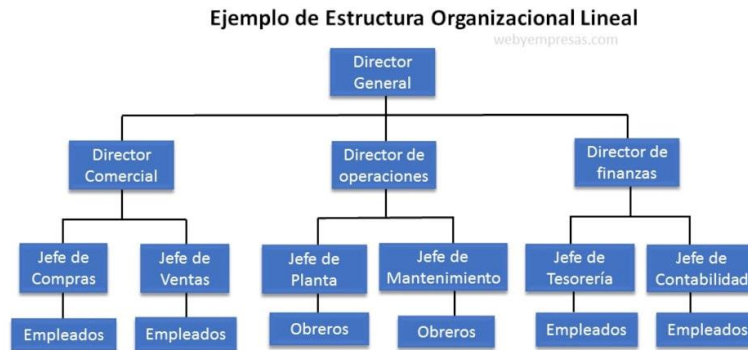 Ejemplo de Estructura Organizacional Lineal
webyempresas.com
Director
General
Director
Comercial
Director de
operaciones
Director de
finanzas
Jefe de
Compras
Jefe de
Ventas
Jefe de
Planta
Jefe de
Mantenimiento
Jefe de
Tesorería
Jefe de
Contabilidad
Empleados
Empleados
Obreros
Obreros
Empleados
Empleados